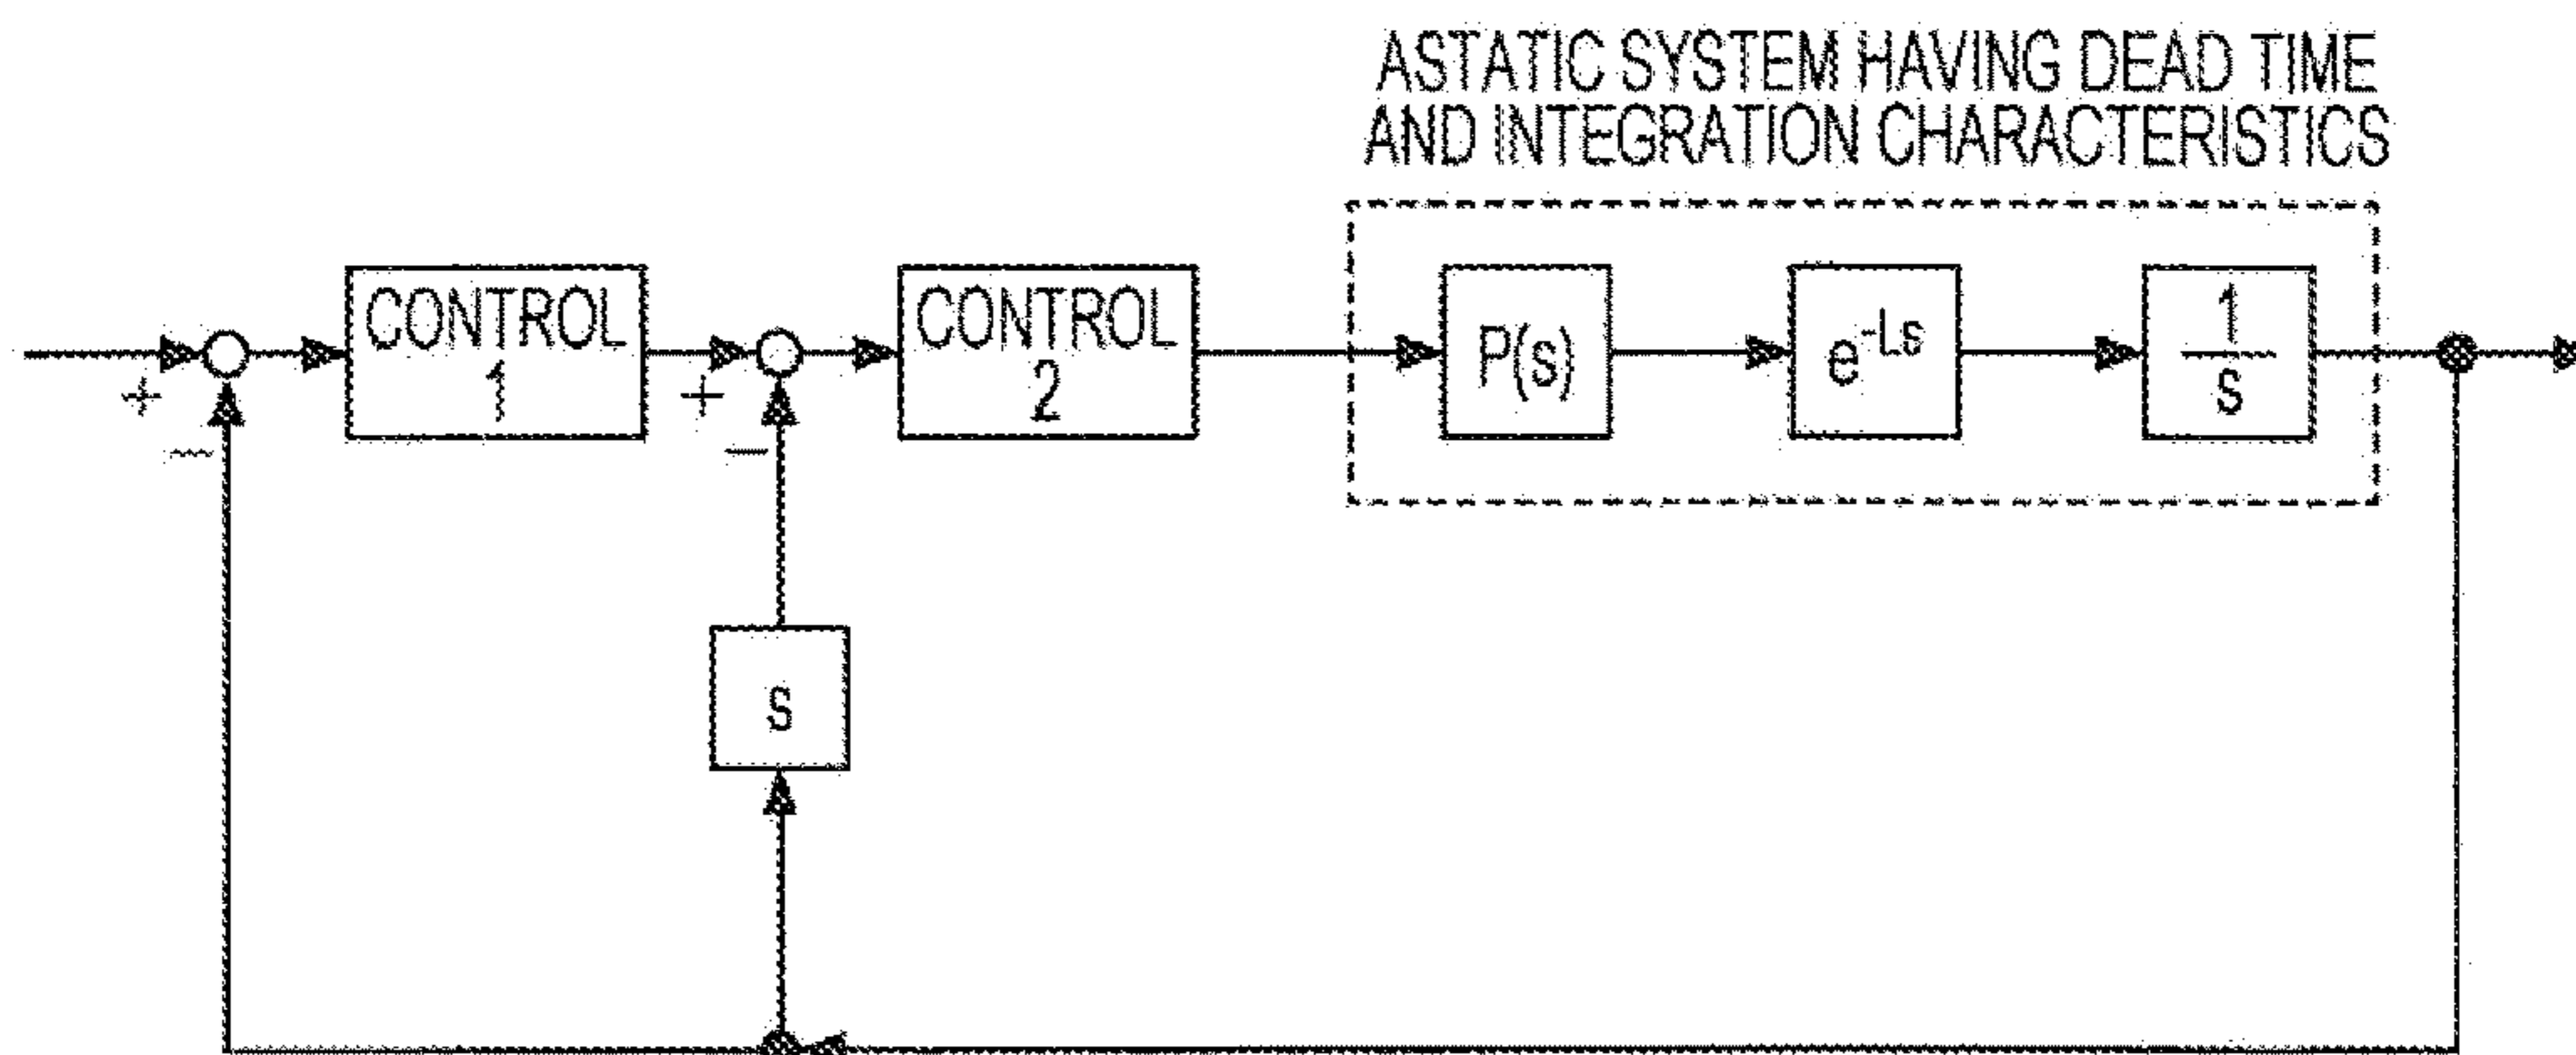 ASTATIC SYSTEM HAVING DEAD TIME
AND INTEGRATION CHARACTERISTICS
CONTROL
1
CONTROL
2
P(s)
e^-Ls
1
s
+
−
+
−
s